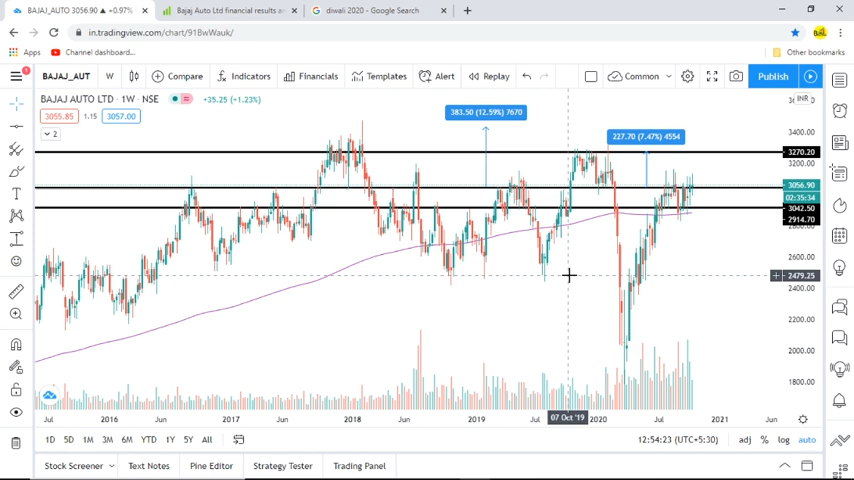 BAJAJ_AUTO 3056.90 ▲ +0.97%
Bajaj Auto Ltd financial results an
diwali 2020 - Google Search
in.tradingview.com/chart/91BwWauk/
Apps
Channel dashboard...
Other bookmarks
BAJAJ_AUT
W
Compare
Indicators
Financials
Templates
Alert
Replay
Common
Publish
BAJAJ AUTO LTD · 1W · NSE
+35.25 (+1.23%)
INR
3055.85
1.15
3057.00
2
383.50 (12.59%) 7670
227.70 (7.47%) 4554
3400.00
3270.20
3200.00
3056.90
02:35:34
3042.50
2914.70
2600.00
2479.25
2400.00
2200.00
2000.00
1800.00
Jul
2016
Jun
2017
Jul
2018
Jun
2019
Jul
07 Oct '19
2020
Jul
2021
Jun
1D
5D
1M
3M
6M
YTD
1Y
5Y
All
12:54:23 (UTC+5:30)
adj
%
log
auto
Stock Screener
Text Notes
Pine Editor
Strategy Tester
Trading Panel